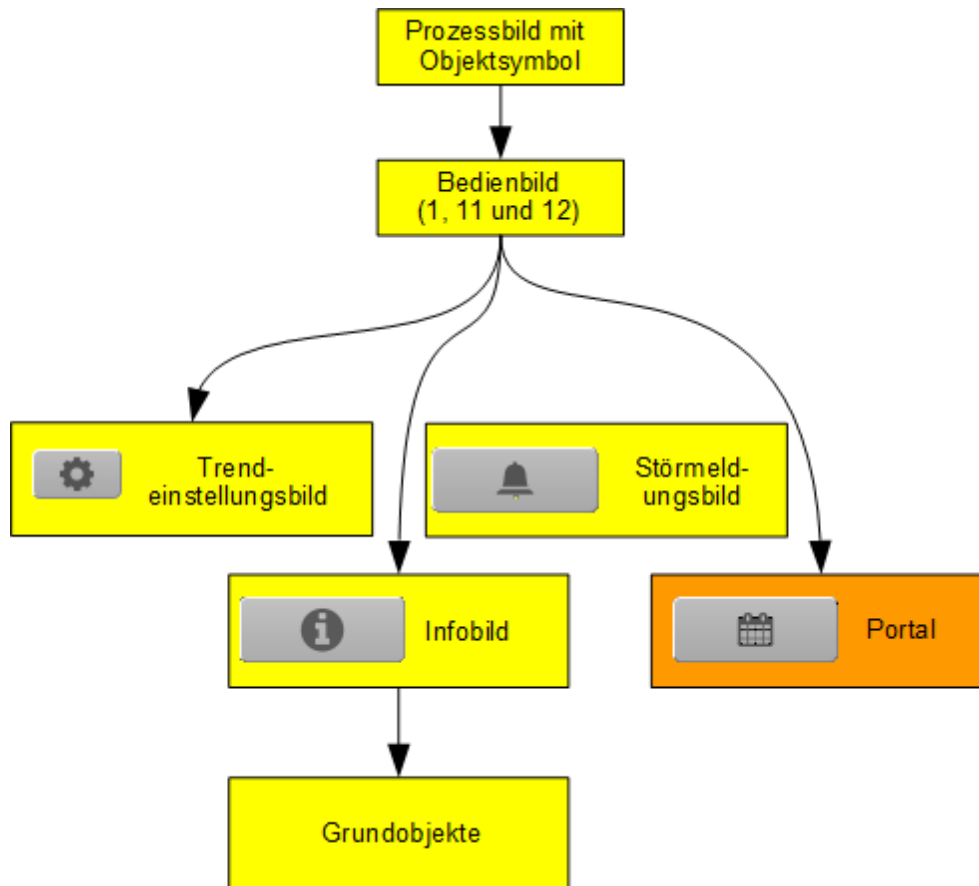 Prozessbild mit
Objektsymbol
Bedienbild
(1, 11 und 12)
Trend-
einstellungsbild
Störmeld-
ungsbild
Infobild
Portal
Grundobjekte